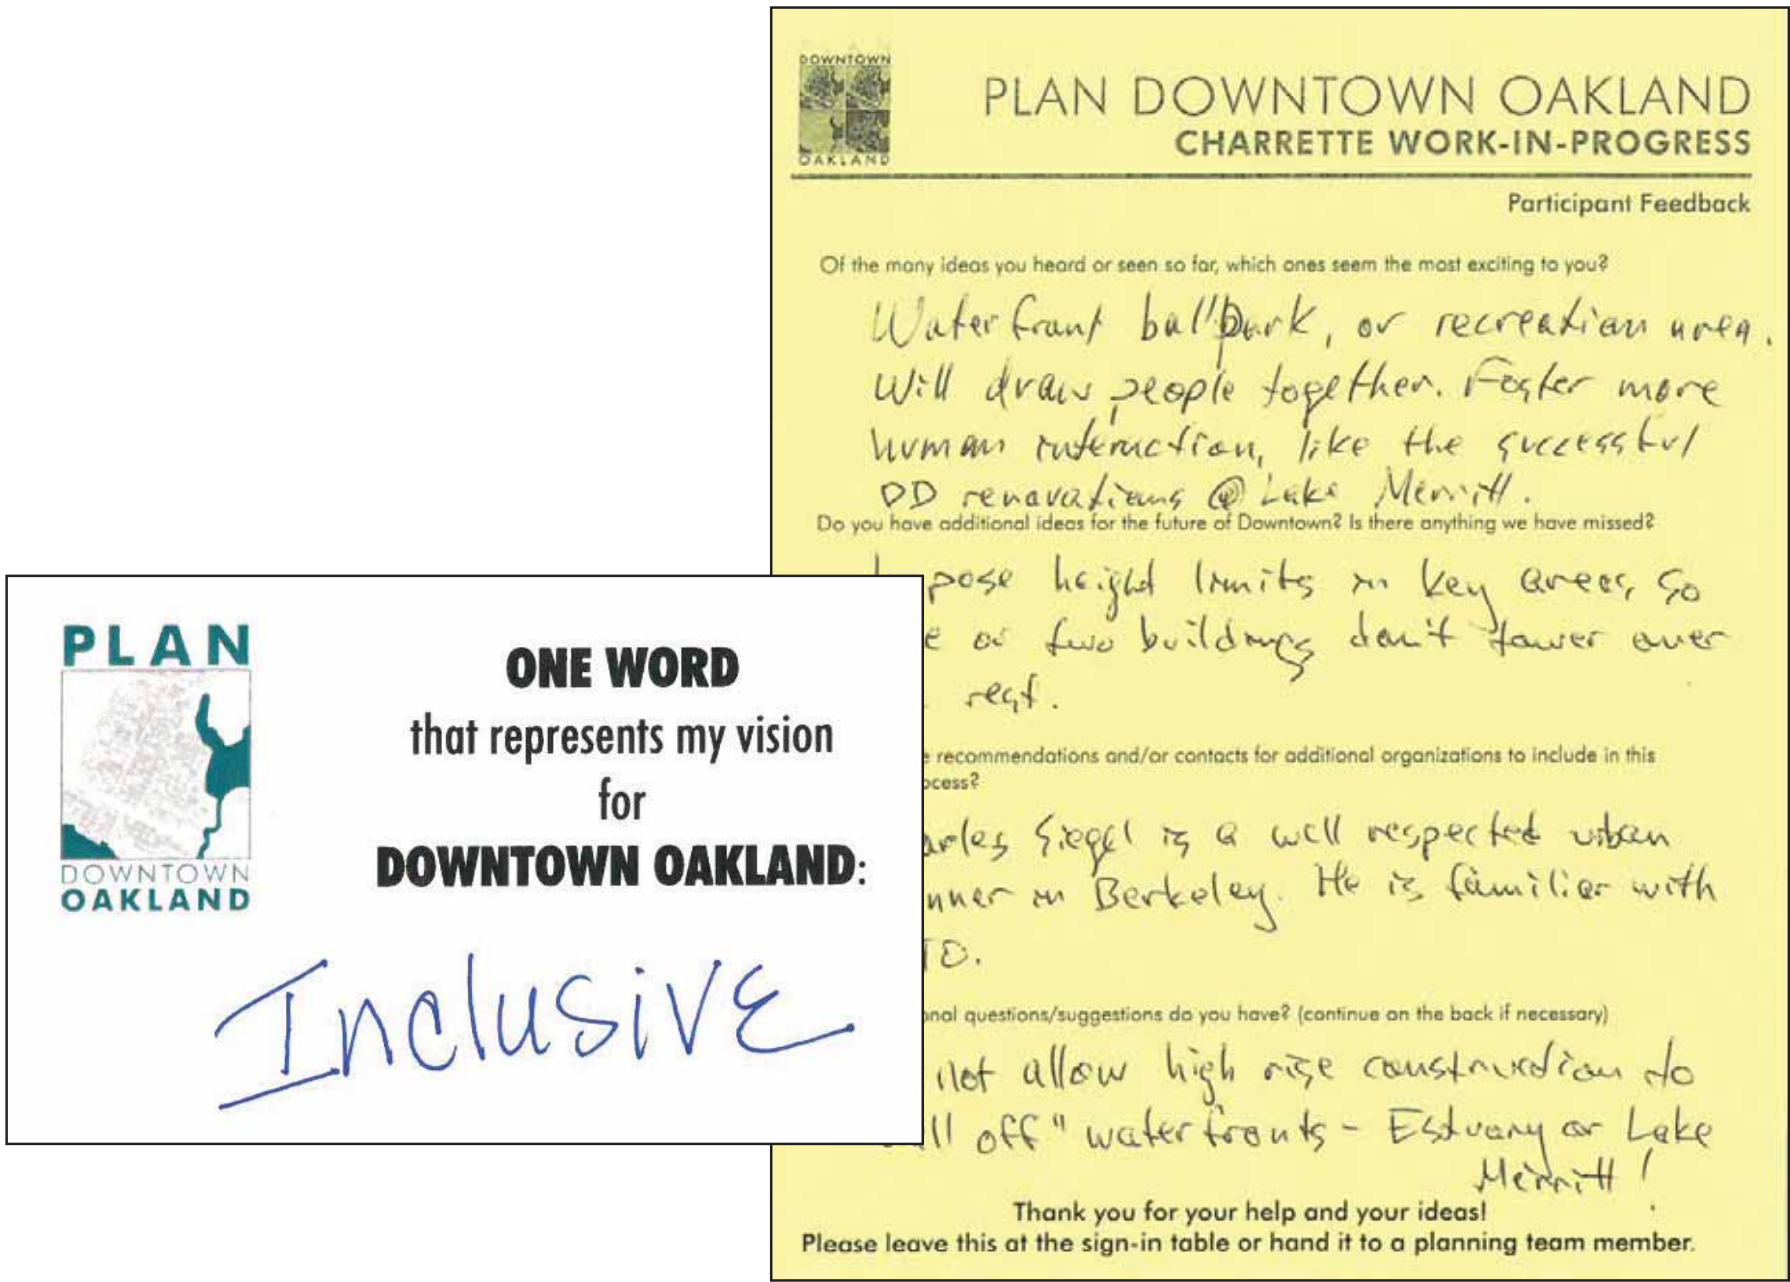 DOWNTOWN
OAKLAND
PLAN DOWNTOWN OAKLAND
CHARRETTE WORK-IN-PROGRESS
Participant Feedback
Of the many ideas you heard or seen so far, which ones seem the most exciting to you?
Waterfront ballpark, or recreation area.
Will draw people together. Foster more
human interaction, like the successful
DD renovations @ Lake Merritt.
Do you have additional ideas for the future of Downtown? Is there anything we have missed?
pose height limits in key areas, so
e or two buildings don't tower over
rest.
e recommendations and/or contacts for additional organizations to include in this
ocess?
arles Siegel is a well respected urban
nner in Berkeley. He is familiar with
TO.
onal questions/suggestions do you have? (continue on the back if necessary)
not allow high rise construction to
ll off" waterfronts - Estuary or Lake
Merritt!
Thank you for your help and your ideas!
Please leave this at the sign-in table or hand it to a planning team member.
PLAN
DOWNTOWN
OAKLAND
ONE WORD
that represents my vision
for
DOWNTOWN OAKLAND:
Inclusive